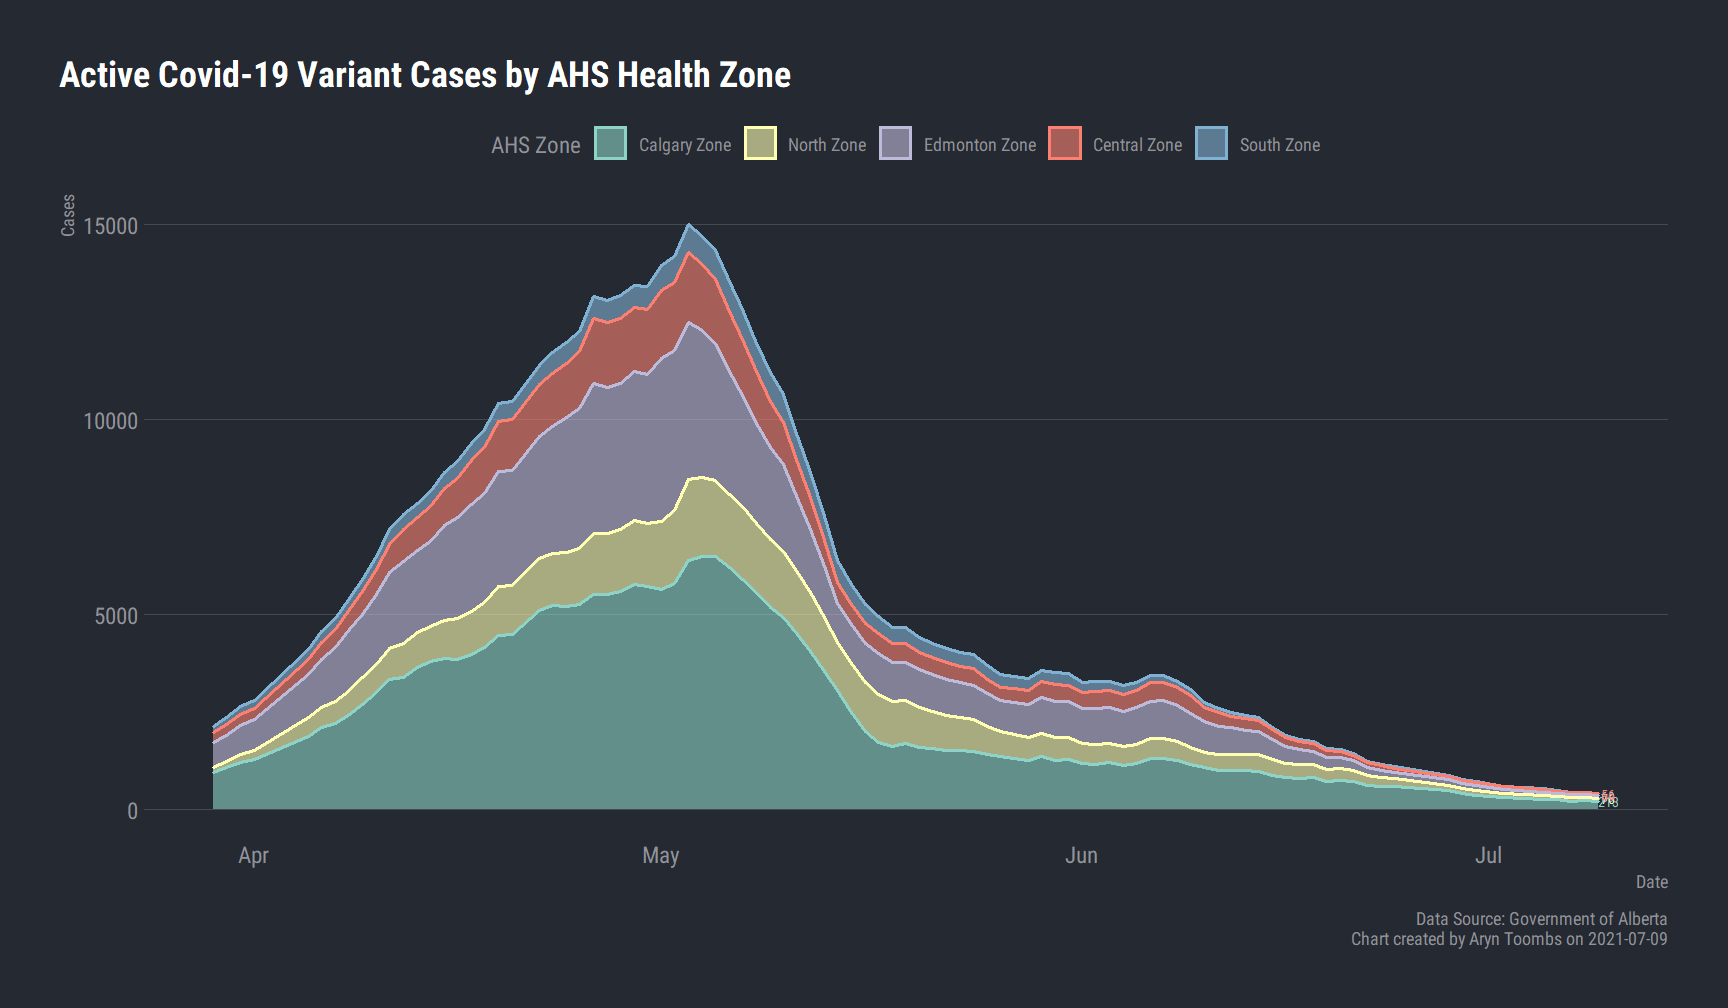 Active Covid-19 Variant Cases by AHS Health Zone
AHS Zone Calgary Zone North Zone Edmonton Zone Central Zone South Zone
Cases
15000
10000
5000
0
Apr May Jun Jul
Date
Data Source: Government of Alberta
Chart created by Aryn Toombs on 2021-07-09